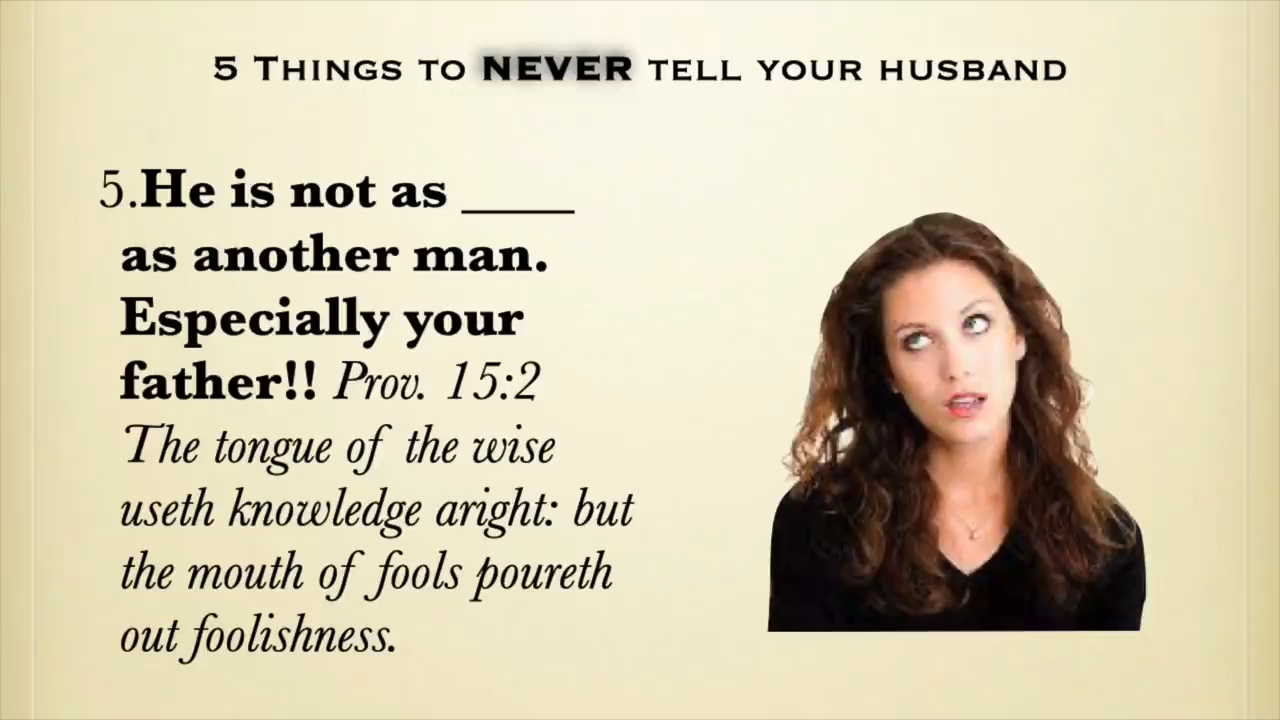 5 THINGS TO NEVER TELL YOUR HUSBAND
5.He is not as ____
as another man.
Especially your
father!! Prov. 15:2
The tongue of the wise
useth knowledge aright: but
the mouth of fools poureth
out foolishness.